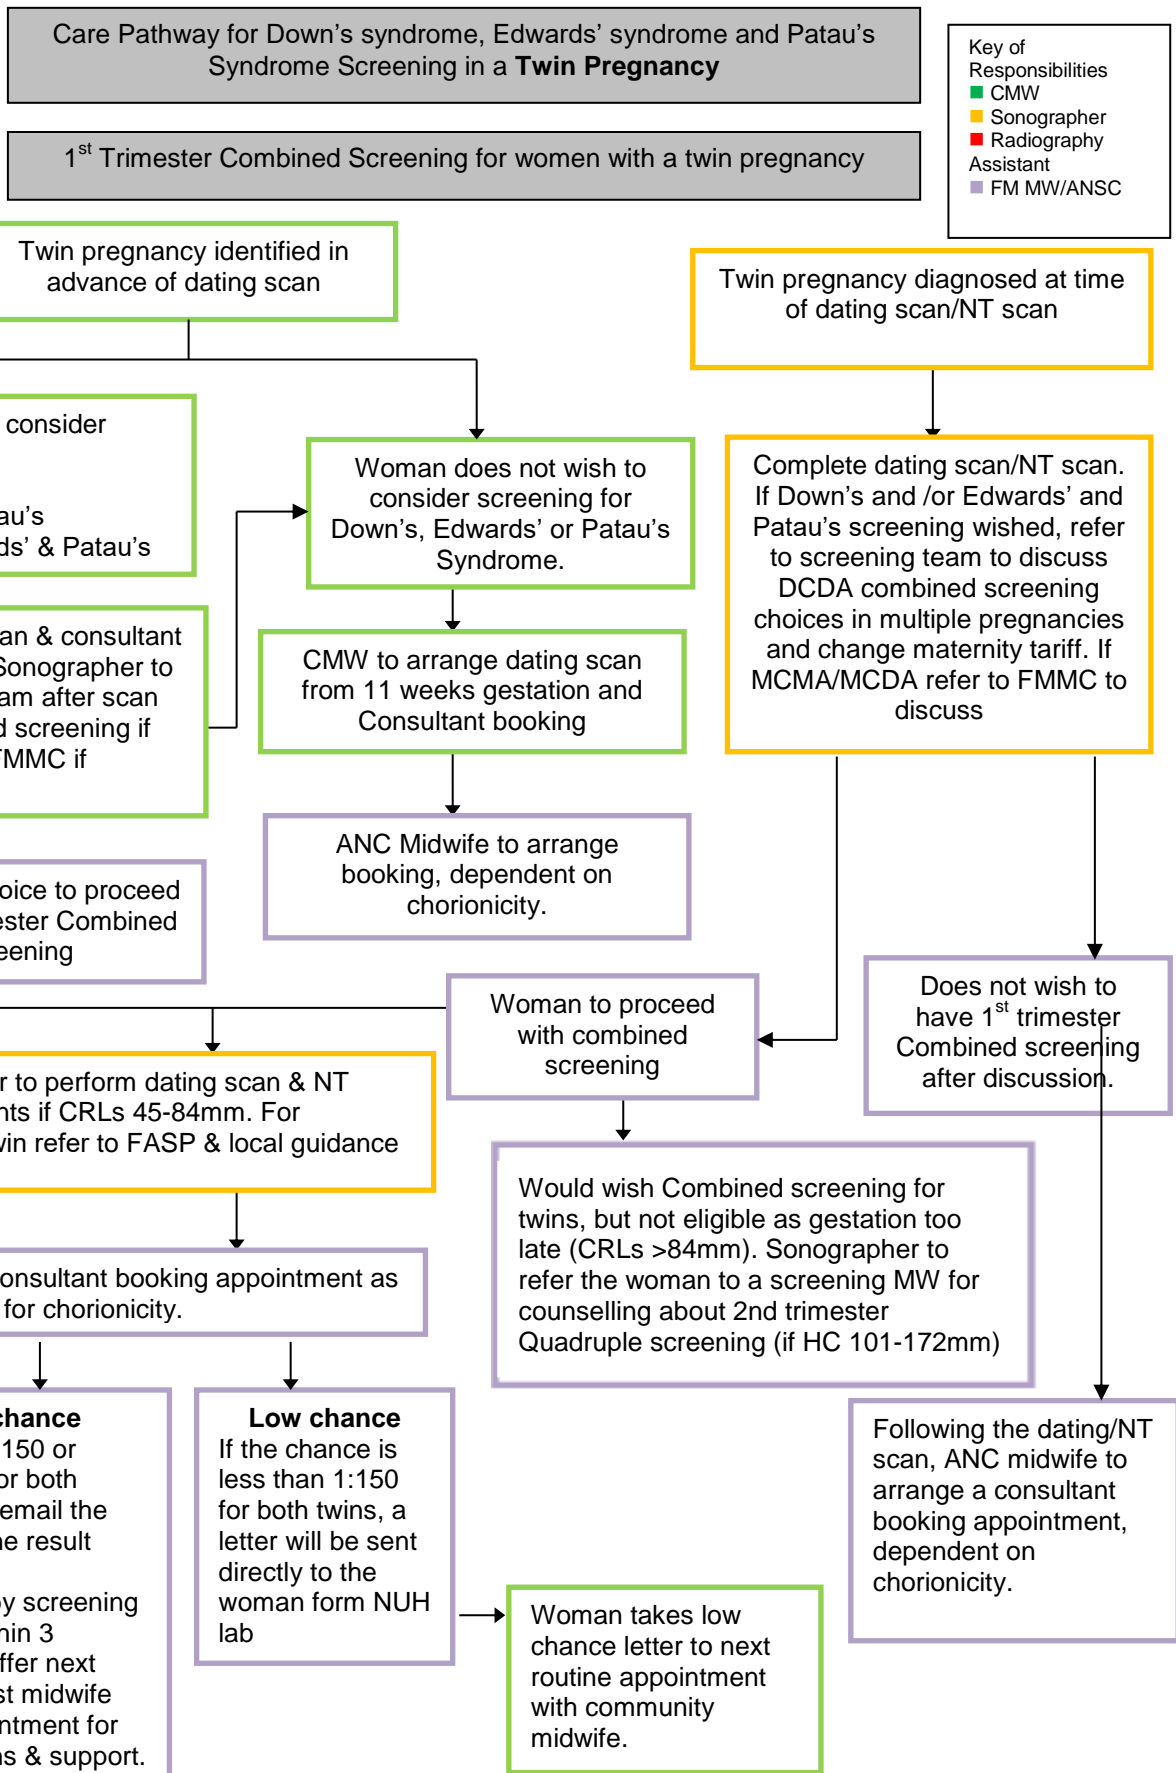 Care Pathway for Down's syndrome, Edwards' syndrome and Patau's
Syndrome Screening in a Twin Pregnancy
Key of
Responsibilities
CMW
Sonographer
Radiography
Assistant
FM MW/ANSC
1st Trimester Combined Screening for women with a twin pregnancy
Twin pregnancy identified in
advance of dating scan
Twin pregnancy diagnosed at time
of dating scan/NT scan
consider
au's
ds' & Patau's
Woman does not wish to
consider screening for
Down's, Edwards' or Patau's
Syndrome.
Complete dating scan/NT scan.
If Down's and /or Edwards' and
Patau's screening wished, refer
to screening team to discuss
DCDA combined screening
choices in multiple pregnancies
and change maternity tariff. If
MCMA/MCDA refer to FMMC to
discuss
an & consultant
Sonographer to
am after scan
d screening if
FMMC if
CMW to arrange dating scan
from 11 weeks gestation and
Consultant booking
ANC Midwife to arrange
booking, dependent on
chorionicity.
oice to proceed
ester Combined
eening
Woman to proceed
with combined
screening
Does not wish to
have 1st trimester
Combined screening
after discussion.
r to perform dating scan & NT
nts if CRLs 45-84mm. For
win refer to FASP & local guidance
Would wish Combined screening for
twins, but not eligible as gestation too
late (CRLs >84mm). Sonographer to
refer the woman to a screening MW for
counselling about 2nd trimester
Quadruple screening (if HC 101-172mm)
onsultant booking appointment as
for chorionicity.
chance
:150 or
or both
email the
ne result
by screening
hin 3
offer next
st midwife
ntment for
ns & support.
Low chance
If the chance is
less than 1:150
for both twins, a
letter will be sent
directly to the
woman form NUH
lab
Following the dating/NT
scan, ANC midwife to
arrange a consultant
booking appointment,
dependent on
chorionicity.
Woman takes low
chance letter to next
routine appointment
with community
midwife.